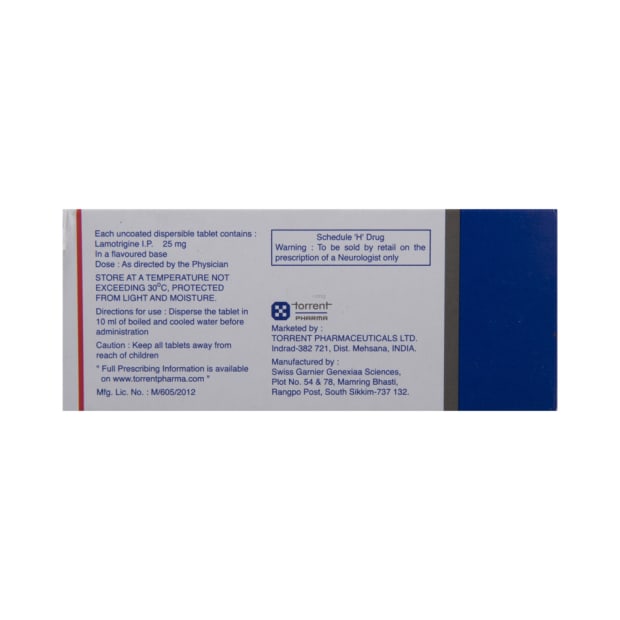 Each uncoated dispersible tablet contains :
Lamotrigine I.P. 25 mg
In a flavoured base
Dose : As directed by the Physician
STORE AT A TEMPERATURE NOT
EXCEEDING 30°C, PROTECTED
FROM LIGHT AND MOISTURE.
Directions for use : Disperse the tablet in
10 ml of boiled and cooled water before
administration
Caution : Keep all tablets away from
reach of children
" Full Prescribing Information is available
on www.torrentpharma.com "
Mfg. Lic. No. : M/605/2012
Schedule 'H' Drug
Warning : To be sold by retail on the
prescription of a Neurologist only
torrent
PHARMA
Marketed by :
TORRENT PHARMACEUTICALS LTD.
Indrad-382 721, Dist. Mehsana, INDIA.
Manufactured by :
Swiss Garnier Genexiaa Sciences,
Plot No. 54 & 78, Mamring Bhasti,
Rangpo Post, South Sikkim-737 132.